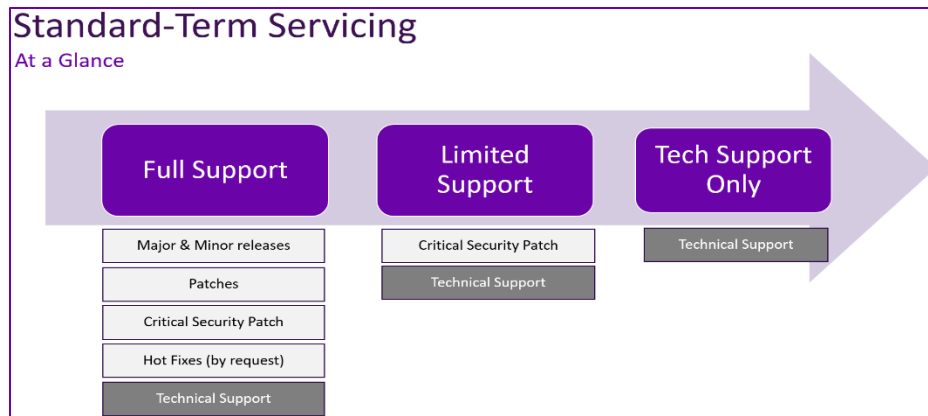 Standard-Term Servicing
At a Glance
Full Support
Limited
Support
Tech Support
Only
Major & Minor releases
Patches
Critical Security Patch
Hot Fixes (by request)
Technical Support
Critical Security Patch
Technical Support
Technical Support